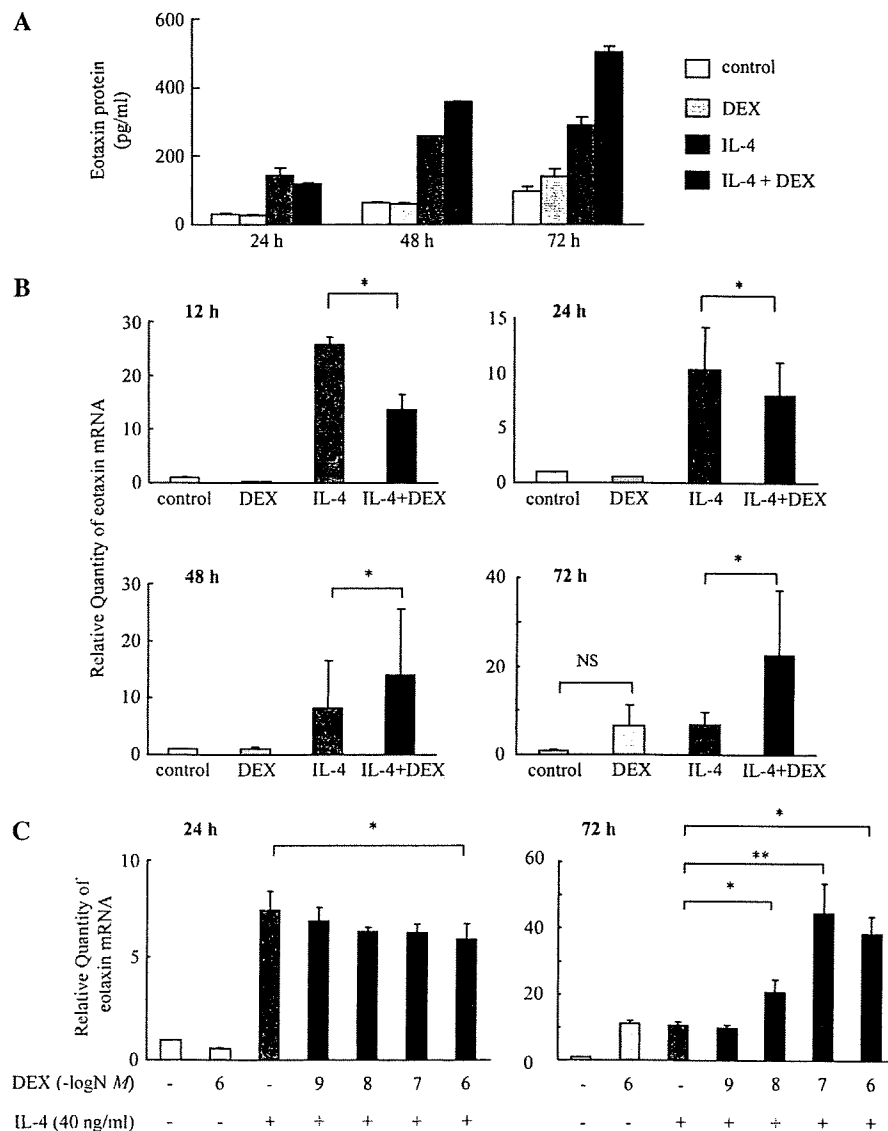 A
Eotaxin protein
(pg/ml)
600
400
200
0
24 h
48 h
72 h
control
DEX
IL-4
IL-4 + DEX
B
Relative Quantity of eotaxin mRNA
12 h
*
30
20
10
0
control DEX IL-4 IL-4+DEX
24 h
*
15
10
5
0
control DEX IL-4 IL-4+DEX
48 h
*
30
20
10
0
control DEX IL-4 IL-4+DEX
72 h
*
NS
40
20
0
control DEX IL-4 IL-4+DEX
C
Relative Quantity of
eotaxin mRNA
24 h
*
10
5
0
72 h
*
**
*
60
40
20
0
DEX (-logN M) - 6 - 9 8 7 6 - 6 - 9 8 7 6
IL-4 (40 ng/ml) - - + + + + + - - + + + + +